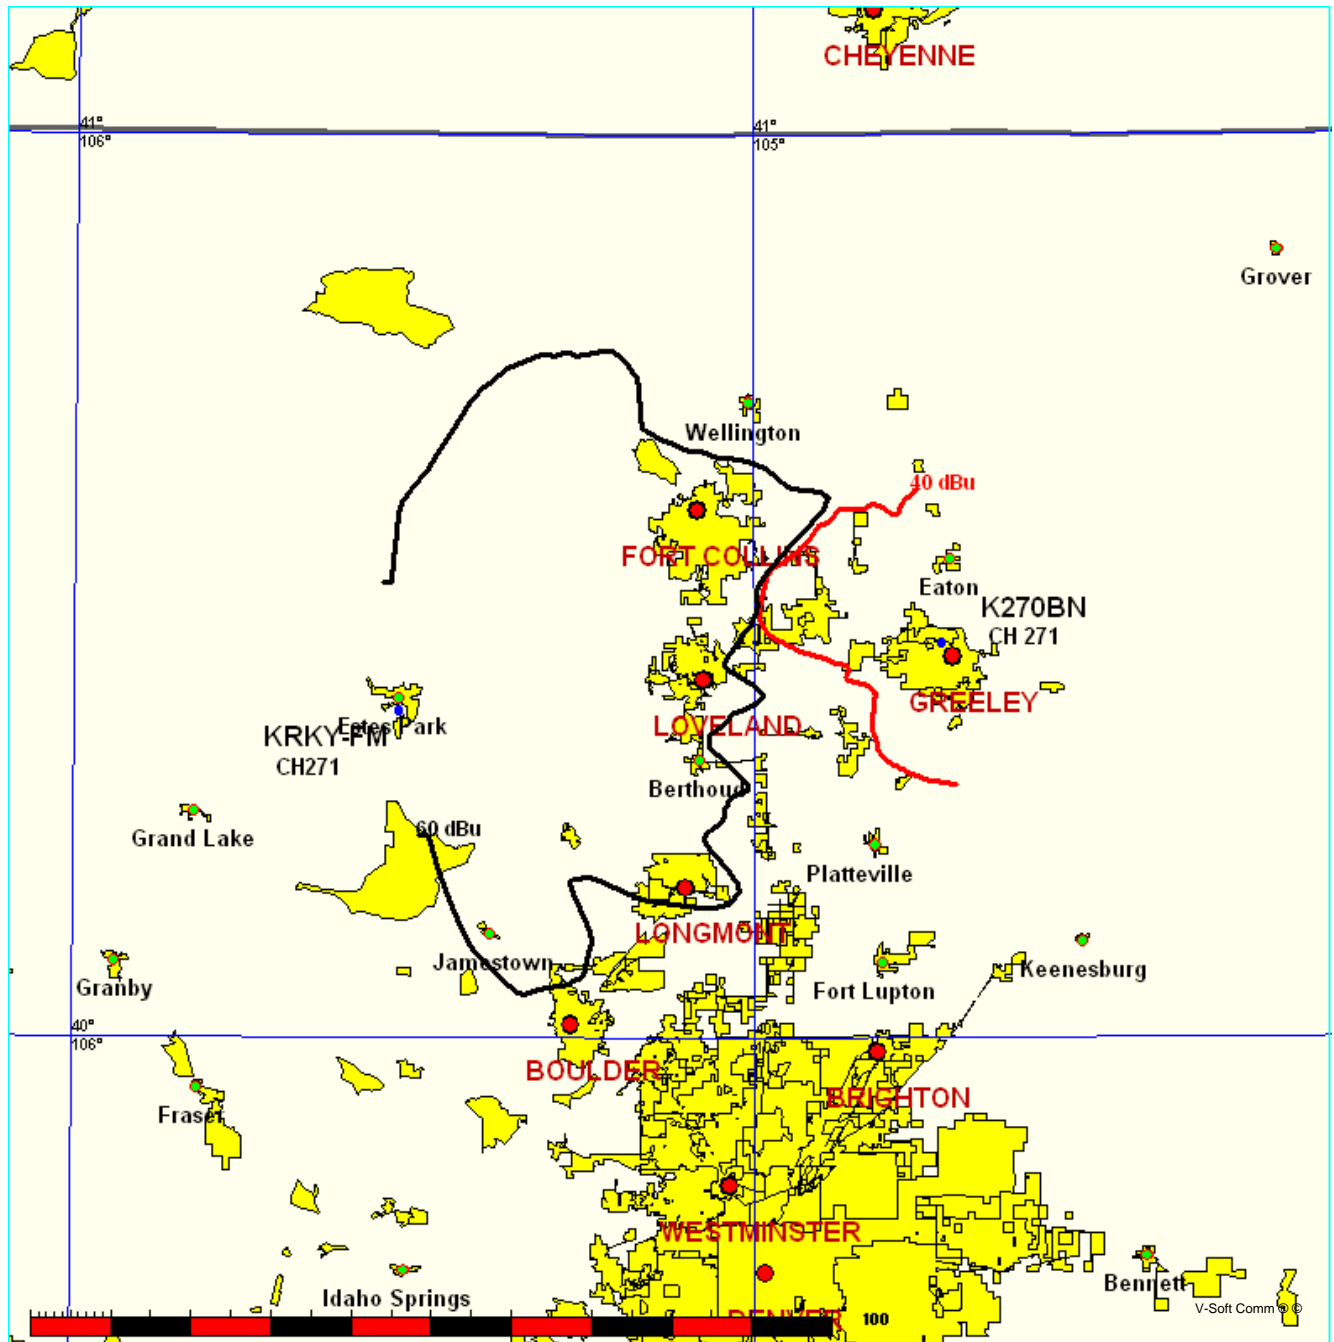 CHEYENNE
41°
106°
41°
105°
Grover
Wellington
40 dBu
FORT COLLINS
Eaton
K270BN
CH 271
GREELEY
Estes Park
LOVELAND
KRKY-FM
CH271
Berthoud
60 dBu
Grand Lake
Platteville
LONGMONT
Jamestown
Keenesburg
Granby
Fort Lupton
40°
106°
40°
105°
BOULDER
BRIGHTON
Fraser
WESTMINSTER
Bennett
Idaho Springs
V-Soft Comm ® ©
DENVER
100